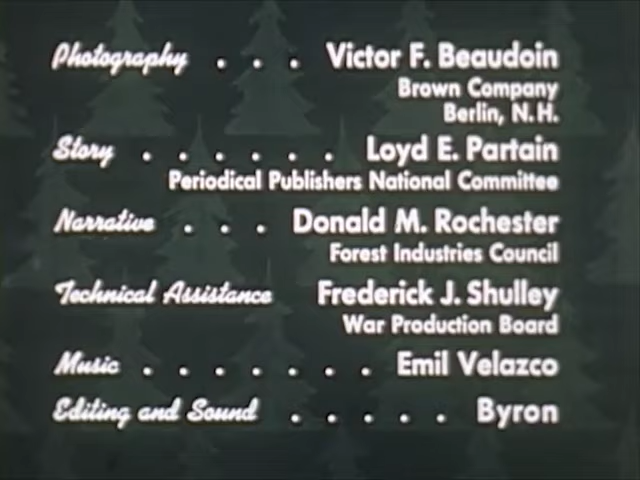 Photography . . . Victor F. Beaudoin
Brown Company
Berlin, N.H.
Story . . . . . . Loyd E. Partain
Periodical Publishers National Committee
Narrative . . . Donald M. Rochester
Forest Industries Council
Technical Assistance Frederick J. Shulley
War Production Board
Music . . . . . . . Emil Velazco
Editing and Sound . . . . . Byron